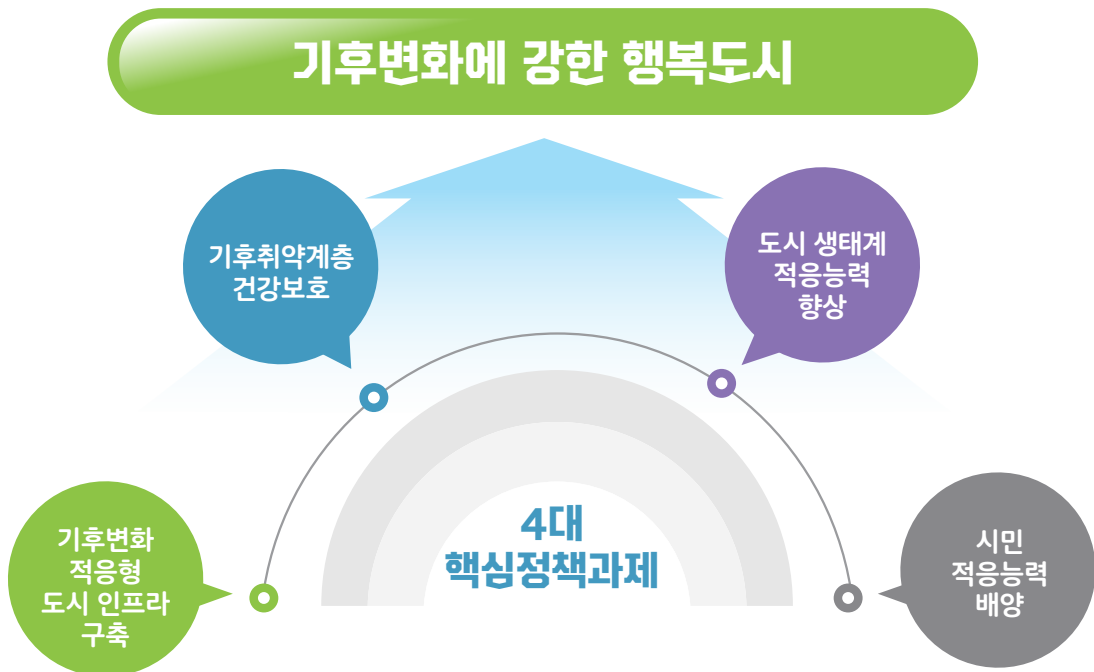 기후변화에 강한 행복도시
기후취약계층
건강보호
도시 생태계
적응능력
향상
기후변화
적응형
도시 인프라
구축
4대
핵심정책과제
시민
적응능력
배양